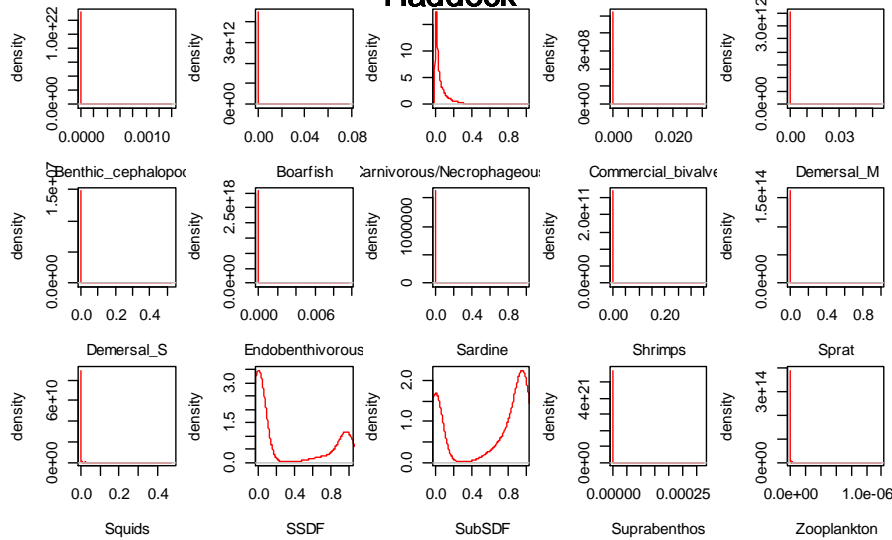 Haddock
density 0.0e+00 1.0e+22 0.0000 0.0010 Benthic_cephalopod
density 0e+00 3e+12 0.00 0.04 0.08 Boarfish
density 0 5 10 15 0.0 0.4 0.8 Carnivorous/Necrophageous
density 0e+00 3e+08 0.000 0.020 Commercial_bivalve
density 0.0e+00 3.0e+12 0.00 0.03 Demersal_M
density 0.0e+00 1.5e+07 0.0 0.2 0.4 Demersal_S
density 0.0e+00 2.5e+18 0.000 0.006 Endobenthivorous
density 0 1000000 0.0 0.4 0.8 Sardine
density 0.0e+00 2.0e+11 0.00 0.20 Shrimps
density 0.0e+00 1.5e+14 0.0 0.4 0.8 Sprat
density 0e+00 6e+10 0.0 0.2 0.4 Squids
density 0.0 1.5 3.0 0.0 0.4 0.8 SSDF
density 0.0 1.0 2.0 0.0 0.4 0.8 SubSDF
density 0e+00 4e+21 0.00000 0.00025 Suprabenthos
density 0e+00 3e+14 0.0e+00 1.0e-06 Zooplankton